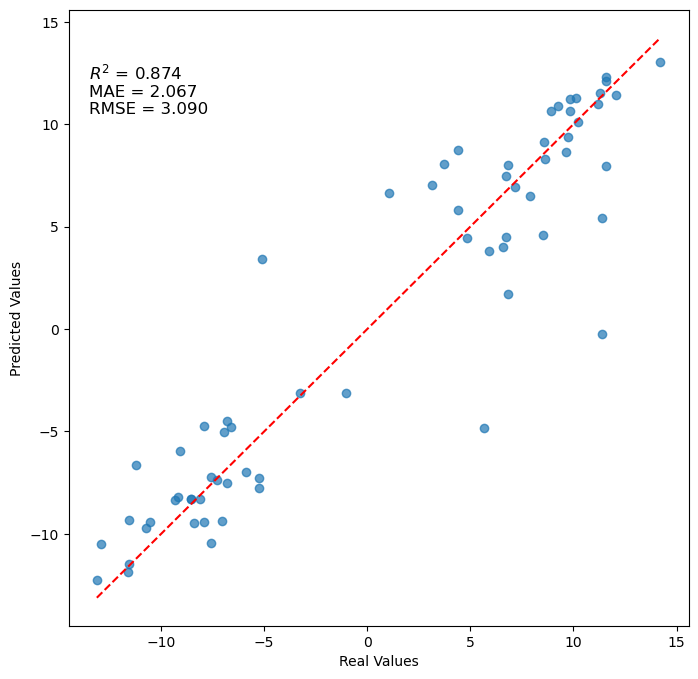 15
R² = 0.874
MAE = 2.067
RMSE = 3.090
10
5
0
−5
−10
Predicted Values
−10 −5 0 5 10 15
Real Values